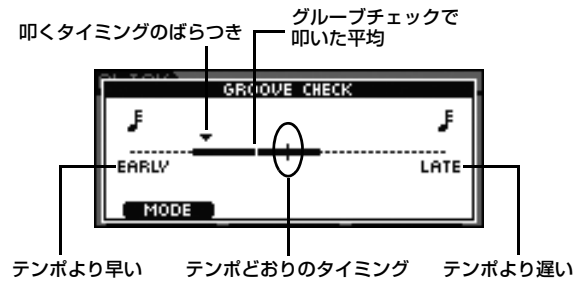 グルーブチェックで
叩いた平均
叩くタイミングのばらつき
GROOVE CHECK
EARLY
LATE
MODE
テンポより早い
テンポどおりのタイミング
テンポより遅い